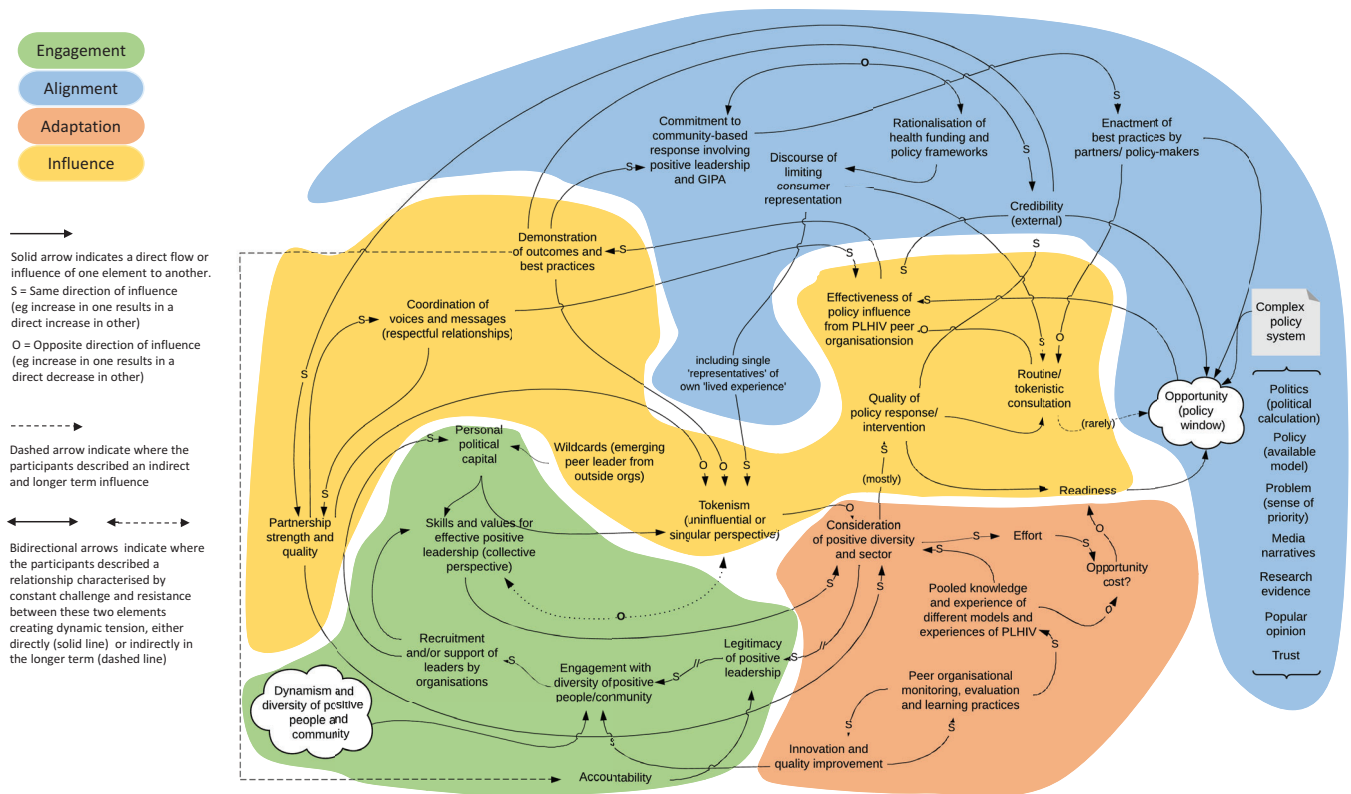 Engagement
Alignment
Adaptation
Influence
Solid arrow indicates a direct flow or
influence of one element to another.
S = Same direction of influence
(eg increase in one results in a
direct increase in other)
O = Opposite direction of influence
(eg increase in one results in a
direct decrease in other)
Dashed arrow indicate where the
participants described an indirect
and longer term influence
Bidirectional arrows indicate where
the participants described a
relationship characterised by
constant challenge and resistance
between these two elements
creating dynamic tension, either
directly (solid line) or indirectly in
the longer term (dashed line)
Commitment to
community-based
response involving
positive leadership
and GIPA
Rationalisation of
health funding and
policy frameworks
Enactment of
best practices by
partners/ policy-makers
Discourse of
limiting
consumer
representation
Credibility
(external)
Demonstration
of outcomes and
best practices
Coordination of
voices and messages
(respectful relationships)
Effectiveness of
policy influence
from PLHIV peer
organisationsion
including single
'representatives' of
own 'lived experience'
Routine/
tokenistic
consultation
(rarely)
Opportunity
(policy
window)
Complex
policy
system
Politics
(political
calculation)
Policy
(available
model)
Problem
(sense of
priority)
Media
narratives
Research
evidence
Popular
opinion
Trust
Quality of
policy response/
intervention
(mostly)
Readiness
Personal
political
capital
Wildcards (emerging
peer leader from
outside orgs)
Tokenism
(uninfluential or
singular perspective)
Partnership
strength and
quality
Skills and values for
effective positive
leadership (collective
perspective)
Consideration
of positive diversity
and sector
Effort
Opportunity
cost?
Pooled knowledge
and experience of
different models and
experiences of PLHIV
Recruitment
and/or support of
leaders by
organisations
Engagement with
diversity of positive
people/community
Legitimacy
of positive
leadership
Peer organisational
monitoring, evaluation
and learning practices
Dynamism and
diversity of positive
people and
community
Innovation and
quality improvement
Accountability
O
S
S
S
S
S
S
S
S
S
O
S
O
S
S
O
O
S
S
S
O
S
S
S
S
S
O
O
O
S
S
S
S
S
S
S
S